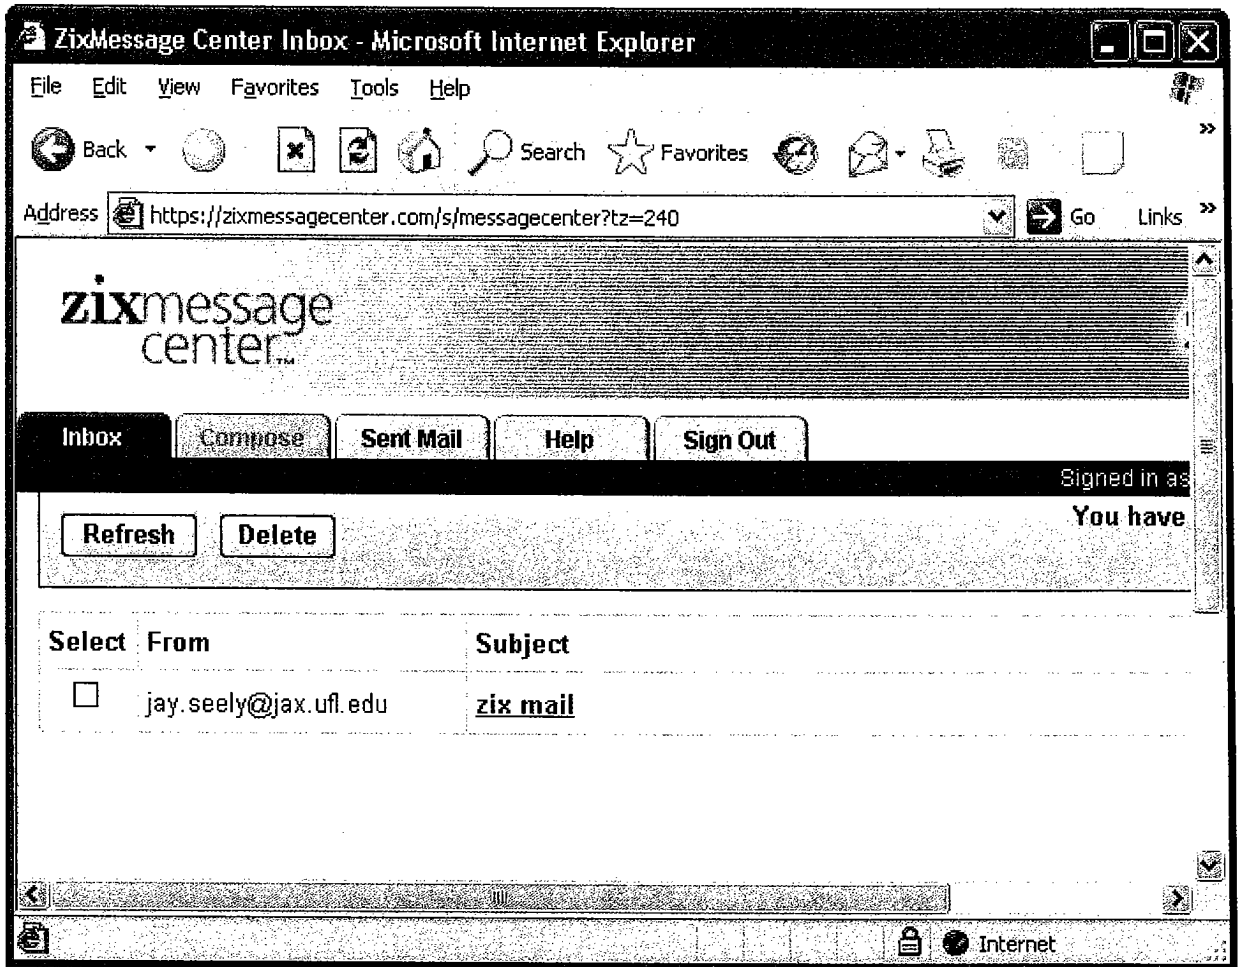 ZixMessage Center Inbox - Microsoft Internet Explorer
File Edit View Favorites Tools Help
Back Search Favorites »
Address https://zixmessagecenter.com/s/messagecenter?tz=240 Go Links »
zixmessage
center™
Inbox Compose Sent Mail Help Sign Out
Signed in as
You have
Refresh Delete
Select From Subject
jay.seely@jax.ufl.edu zix mail
Internet